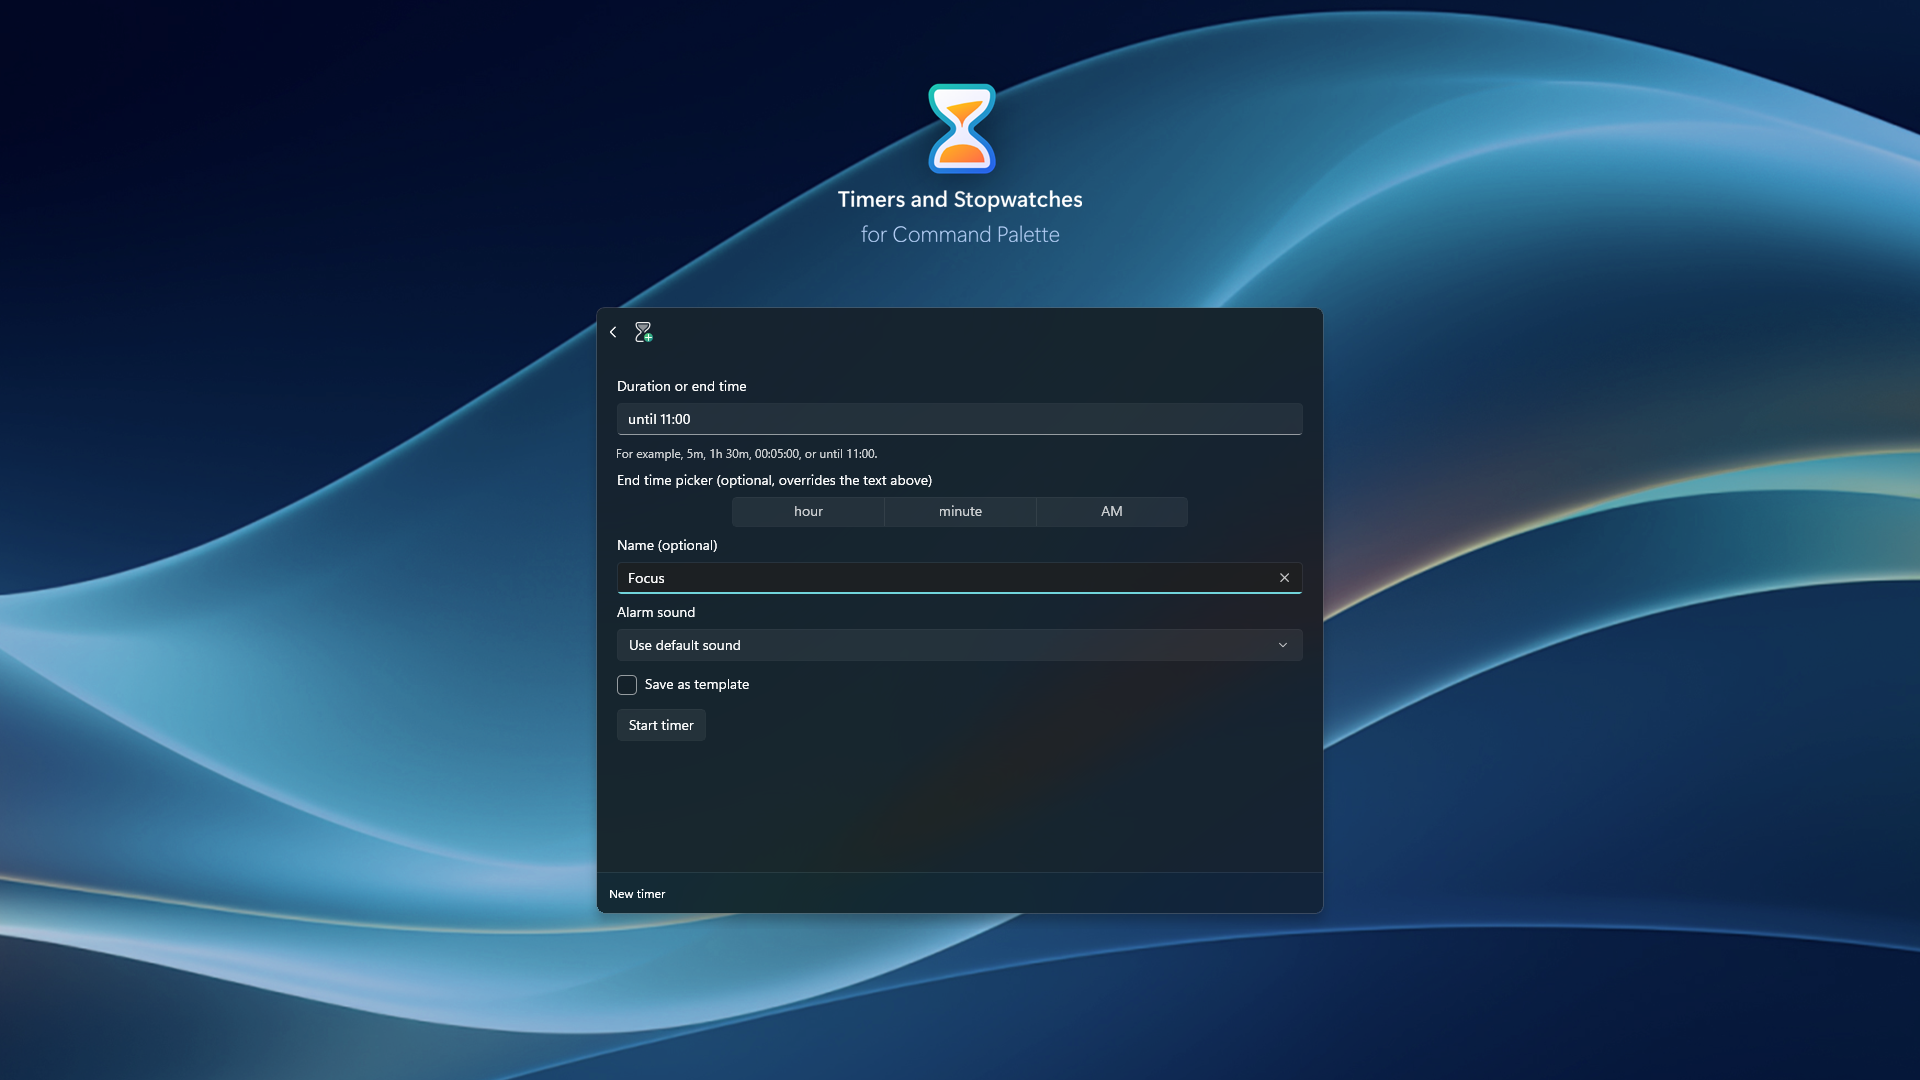 Timers and Stopwatches
for Command Palette
Duration or end time
until 11:00
For example, 5m, 1h 30m, 00:05:00, or until 11:00.
End time picker (optional, overrides the text above)
hour minute AM
Name (optional)
Focus
Alarm sound
Use default sound
Save as template
Start timer
New timer